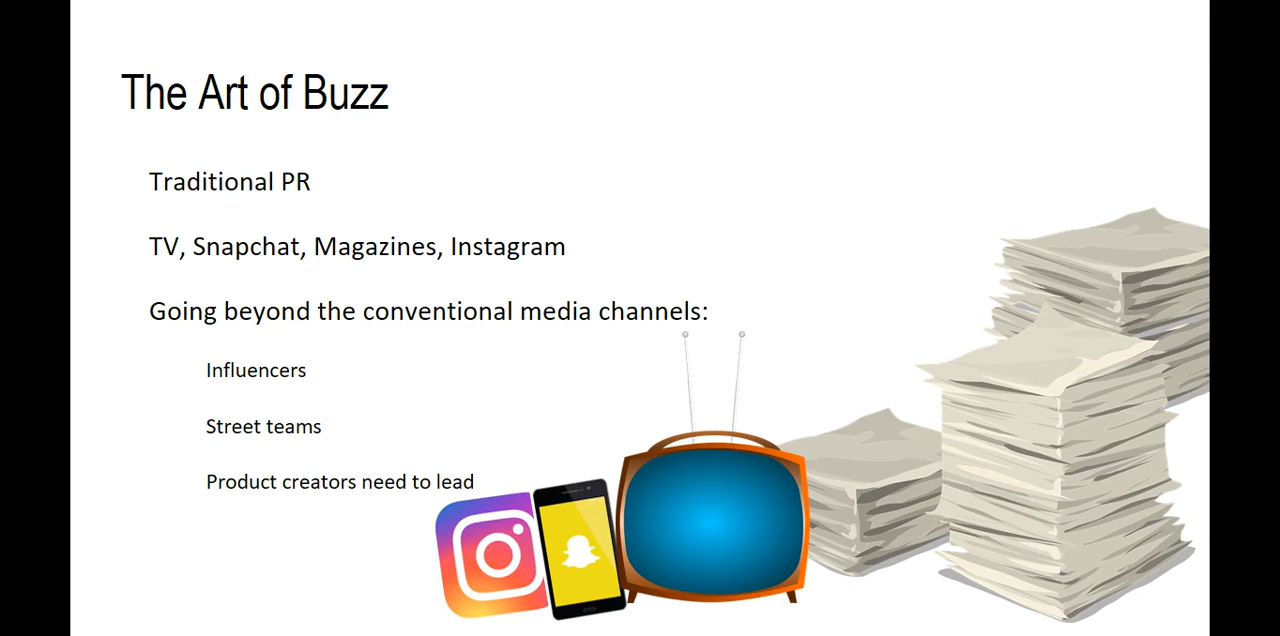 The Art of Buzz
Traditional PR
TV, Snapchat, Magazines, Instagram
Going beyond the conventional media channels:
Influencers
Street teams
Product creators need to lead